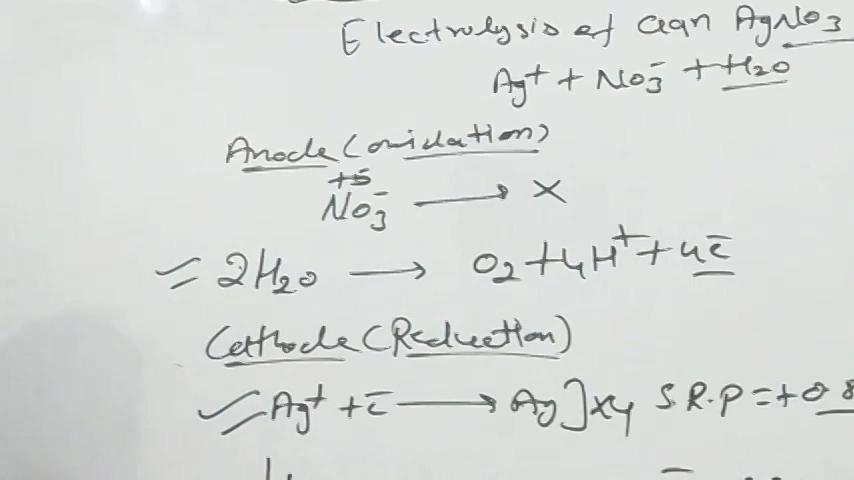 Electrolysis of aqn AgNO3
Ag+ + NO3- + H2O
Anode (oxidation)
+5
NO3- → X
2H2O → O2 + 4H+ + 4e-
Cathode (Reduction)
Ag+ + e- → Ag]x4 S.R.P = +0.8